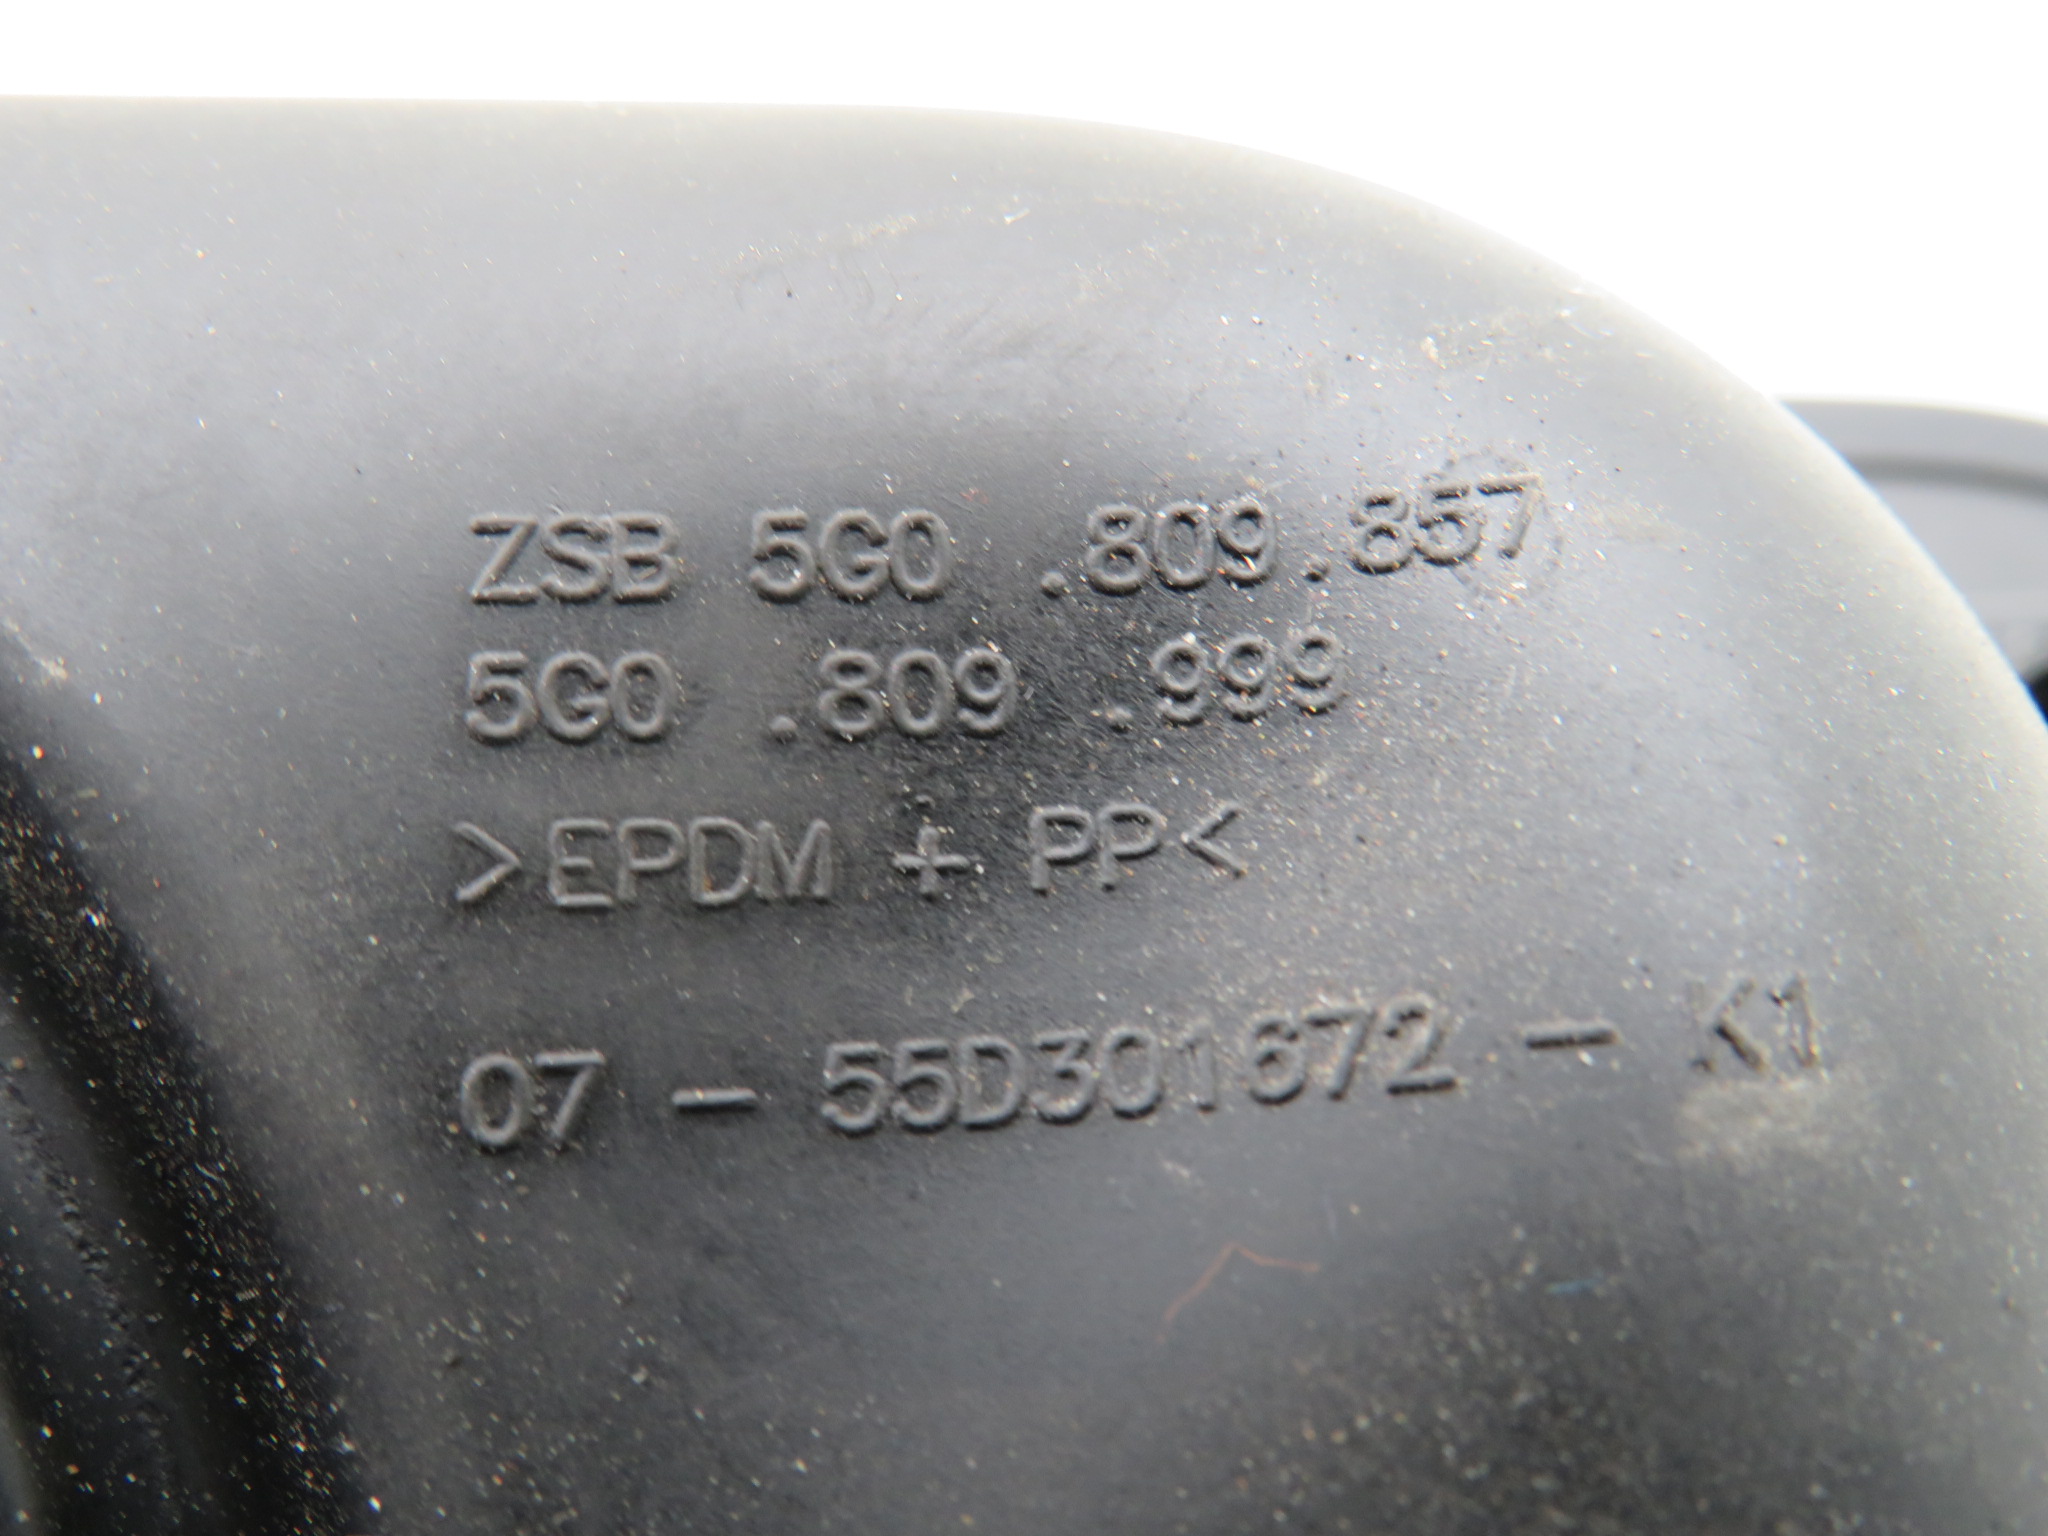 ZSB 5G0 .809.857
5G0 .809 .999
>EPDM + PP<
07 - 55D301672 - K1